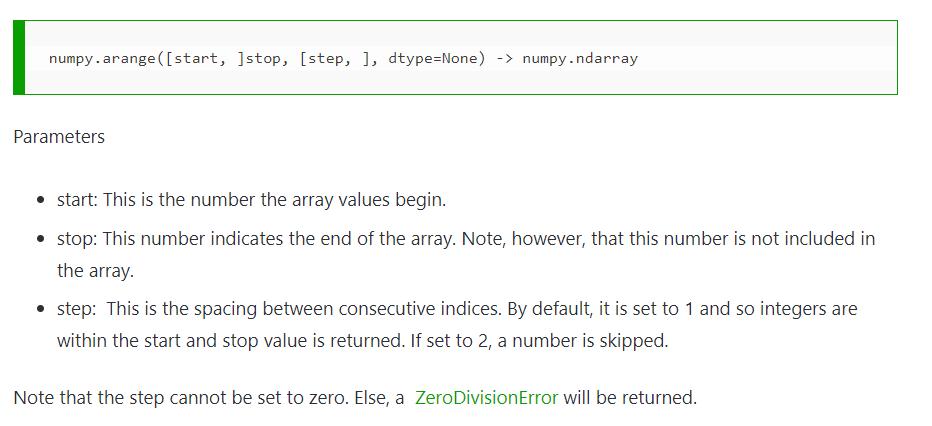 numpy.arange([start, ]stop, [step, ], dtype=None) -> numpy.ndarray
Parameters
• start: This is the number the array values begin.
• stop: This number indicates the end of the array. Note, however, that this number is not included in
the array.
• step:  This is the spacing between consecutive indices. By default, it is set to 1 and so integers are
within the start and stop value is returned. If set to 2, a number is skipped.
Note that the step cannot be set to zero. Else, a  ZeroDivisionError will be returned.